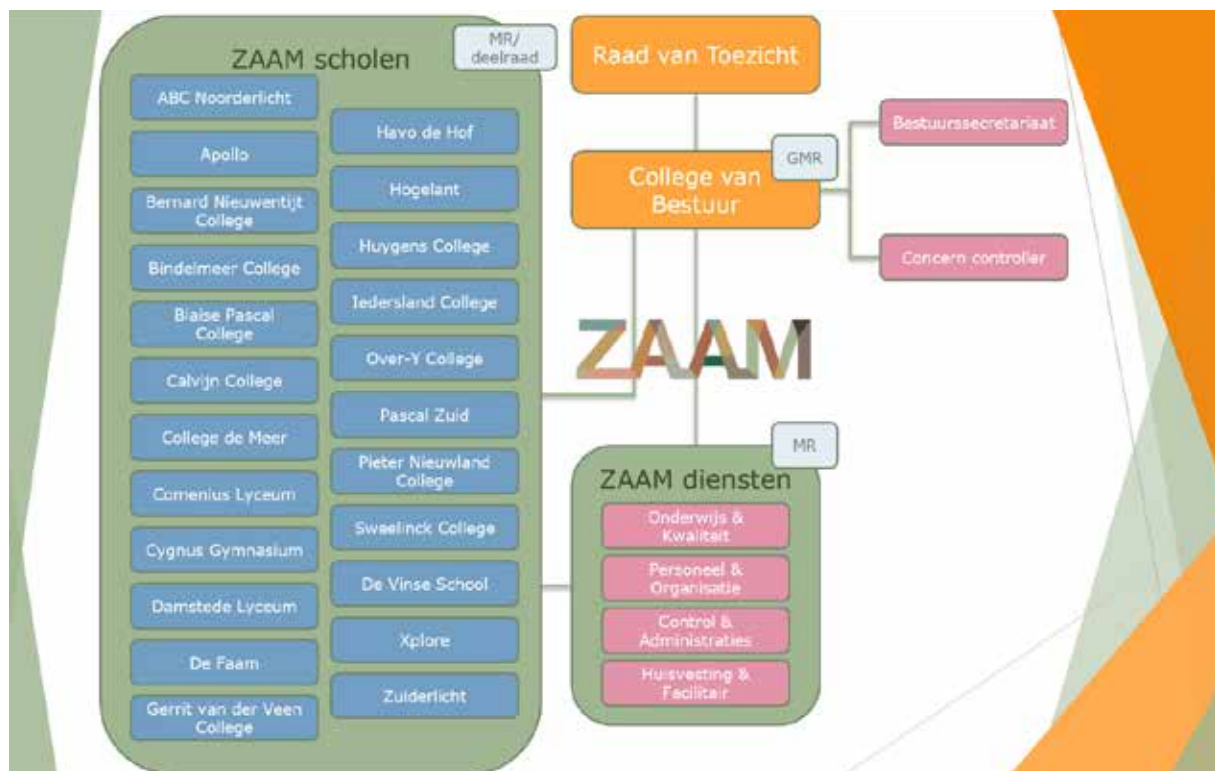 ZAAM scholen
MR/
deelraad
ABC Noorderlicht
Apollo
Bernard Nieuwentijt
College
Bindelmeer College
Blaise Pascal
College
Calvijn College
College de Meer
Comenius Lyceum
Cygnus Gymnasium
Damstede Lyceum
De Faam
Gerrit van der Veen
College
Havo de Hof
Hogelant
Huygens College
Iedersland College
Over-Y College
Pascal Zuid
Pieter Nieuwland
College
Sweelinck College
De Vinse School
Xplore
Zuiderlicht
Raad van Toezicht
GMR
College van
Bestuur
Bestuurssecretariaat
Concern controller
ZAAM
MR
ZAAM diensten
Onderwijs &
Kwaliteit
Personeel &
Organisatie
Control &
Administraties
Huisvesting &
Facilitair